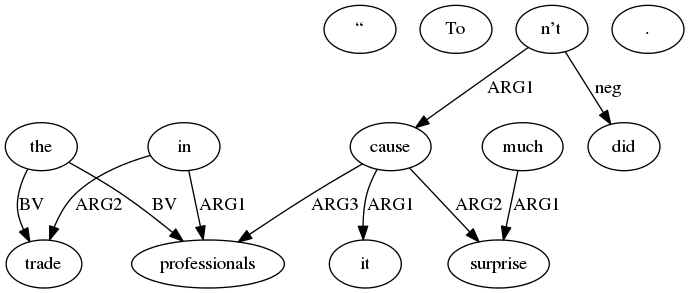 “ To n’t .
ARG1 neg
the in cause much did
BV ARG2 BV ARG1 ARG3 ARG1 ARG2 ARG1
trade professionals it surprise